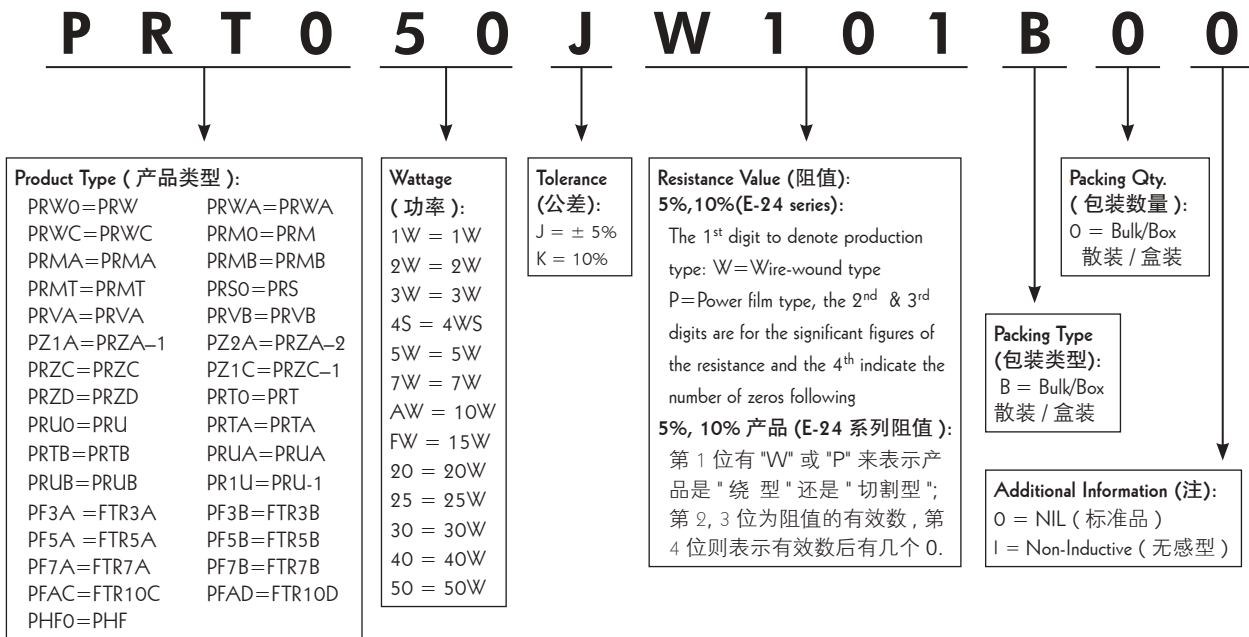 P R T 0 5 0 J W 1 0 1 B 0 0
Product Type ( 产品类型 ):
PRW0=PRW PRWA=PRWA
PRWC=PRWC PRM0=PRM
PRMA=PRMA PRMB=PRMB
PRMT=PRMT PRS0=PRS
PRVA=PRVA PRVB=PRVB
PZ1A=PRZA–1 PZ2A=PRZA–2
PRZC=PRZC PZ1C=PRZC–1
PRZD=PRZD PRT0=PRT
PRU0=PRU PRTA=PRTA
PRTB=PRTB PRUA=PRUA
PRUB=PRUB PR1U=PRU-1
PF3A =FTR3A PF3B=FTR3B
PF5A =FTR5A PF5B=FTR5B
PF7A=FTR7A PF7B=FTR7B
PFAC=FTR10C PFAD=FTR10D
PHF0=PHF
Wattage
( 功率 ):
1W = 1W
2W = 2W
3W = 3W
4S = 4WS
5W = 5W
7W = 7W
AW = 10W
FW = 15W
20 = 20W
25 = 25W
30 = 30W
40 = 40W
50 = 50W
Tolerance
(公差):
J = ± 5%
K = 10%
Resistance Value (阻值):
5%,10%(E-24 series):
The 1st digit to denote production
type: W=Wire-wound type
P=Power film type, the 2nd & 3rd
digits are for the significant figures of
the resistance and the 4th indicate the
number of zeros following
5%, 10% 产品 (E-24 系列阻值 ):
第 1 位有 "W" 或 "P" 来表示产
品是 " 绕 型 " 还是 " 切割型 ";
第 2, 3 位为阻值的有效数 , 第
4 位则表示有效数后有几个 0.
Packing Qty.
( 包装数量 ):
0 = Bulk/Box
散装 / 盒装
Packing Type
(包装类型):
B = Bulk/Box
散装 / 盒装
Additional Information (注):
0 = NIL ( 标准品 )
I = Non-Inductive ( 无感型 )